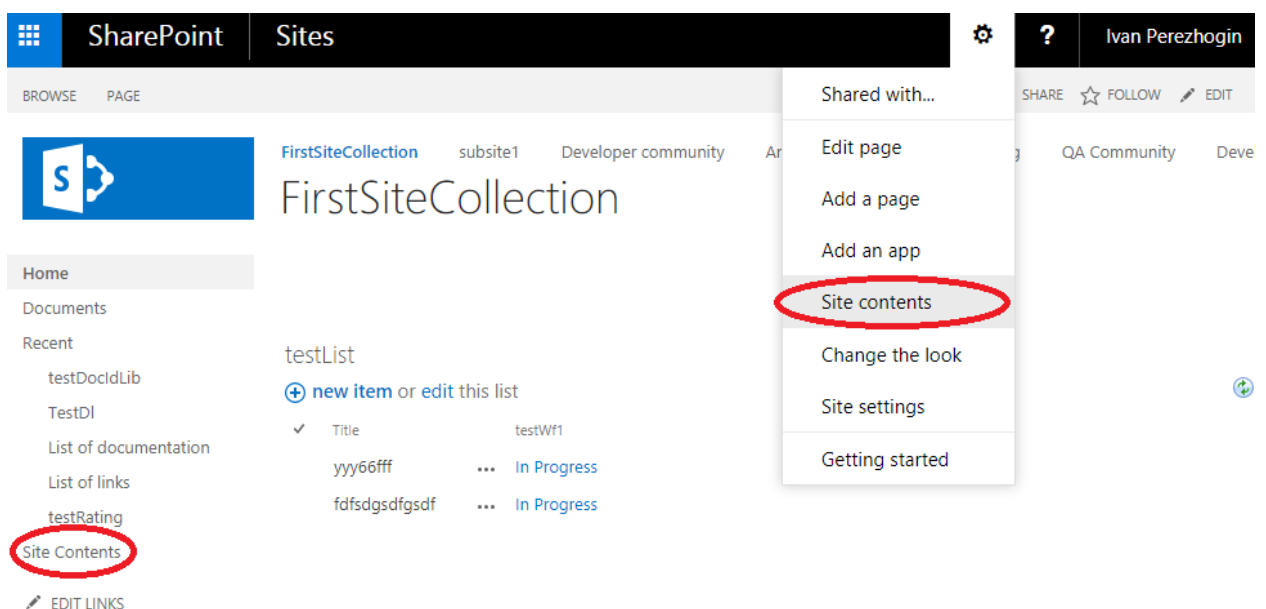 SharePoint Sites ? Ivan Perezhogin
BROWSE PAGE SHARE FOLLOW EDIT
S
FirstSiteCollection subsite1 Developer community Ar g QA Community Deve
FirstSiteCollection
Shared with...
Edit page
Add a page
Add an app
Site contents
Change the look
Site settings
Getting started
Home
Documents
Recent
testDocIdLib
TestDl
List of documentation
List of links
testRating
Site Contents
EDIT LINKS
testList
new item or edit this list
Title testWf1
yyy66fff ... In Progress
fdfsdgsdfgsdf ... In Progress